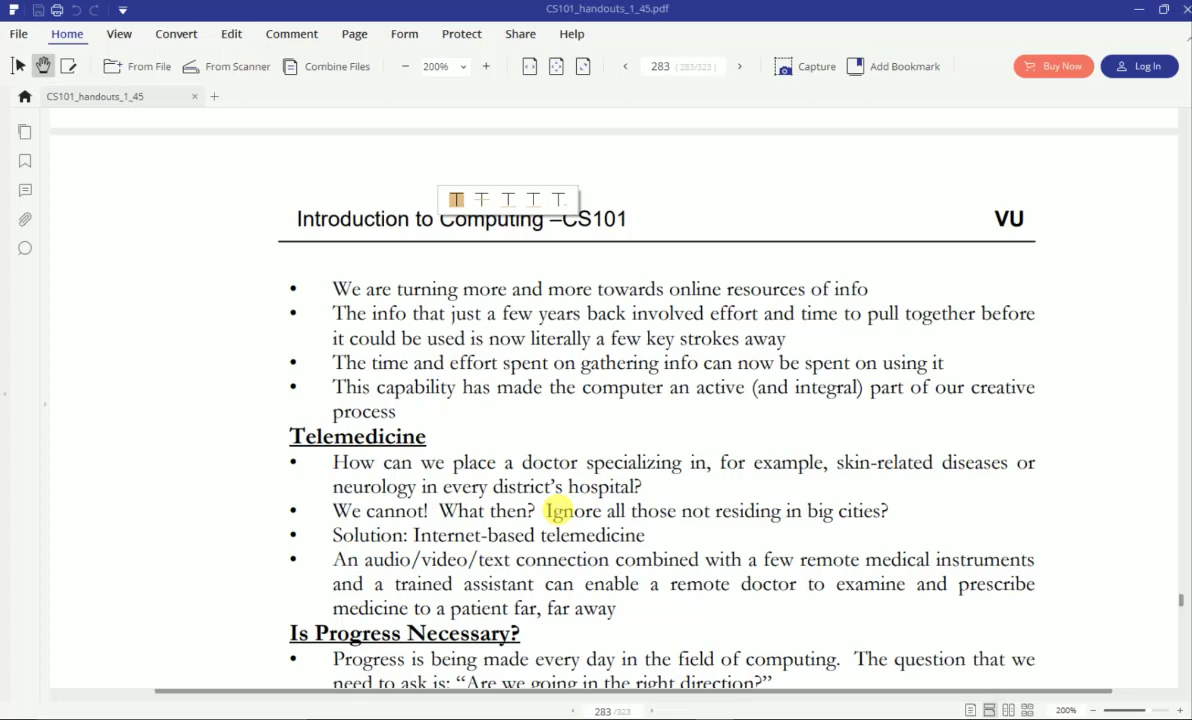 CS101_handouts_1_45.pdf
File Home View Convert Edit Comment Page Form Protect Share Help
From File From Scanner Combine Files 200% 283 (283/323) Capture Add Bookmark Buy Now Log In
CS101_handouts_1_45
Introduction to Computing –CS101 VU
• We are turning more and more towards online resources of info
• The info that just a few years back involved effort and time to pull together before
it could be used is now literally a few key strokes away
• The time and effort spent on gathering info can now be spent on using it
• This capability has made the computer an active (and integral) part of our creative
process
Telemedicine
• How can we place a doctor specializing in, for example, skin-related diseases or
neurology in every district's hospital?
• We cannot! What then? Ignore all those not residing in big cities?
• Solution: Internet-based telemedicine
• An audio/video/text connection combined with a few remote medical instruments
and a trained assistant can enable a remote doctor to examine and prescribe
medicine to a patient far, far away
Is Progress Necessary?
• Progress is being made every day in the field of computing. The question that we
need to ask is: "Are we going in the right direction?"
283 /323 200%